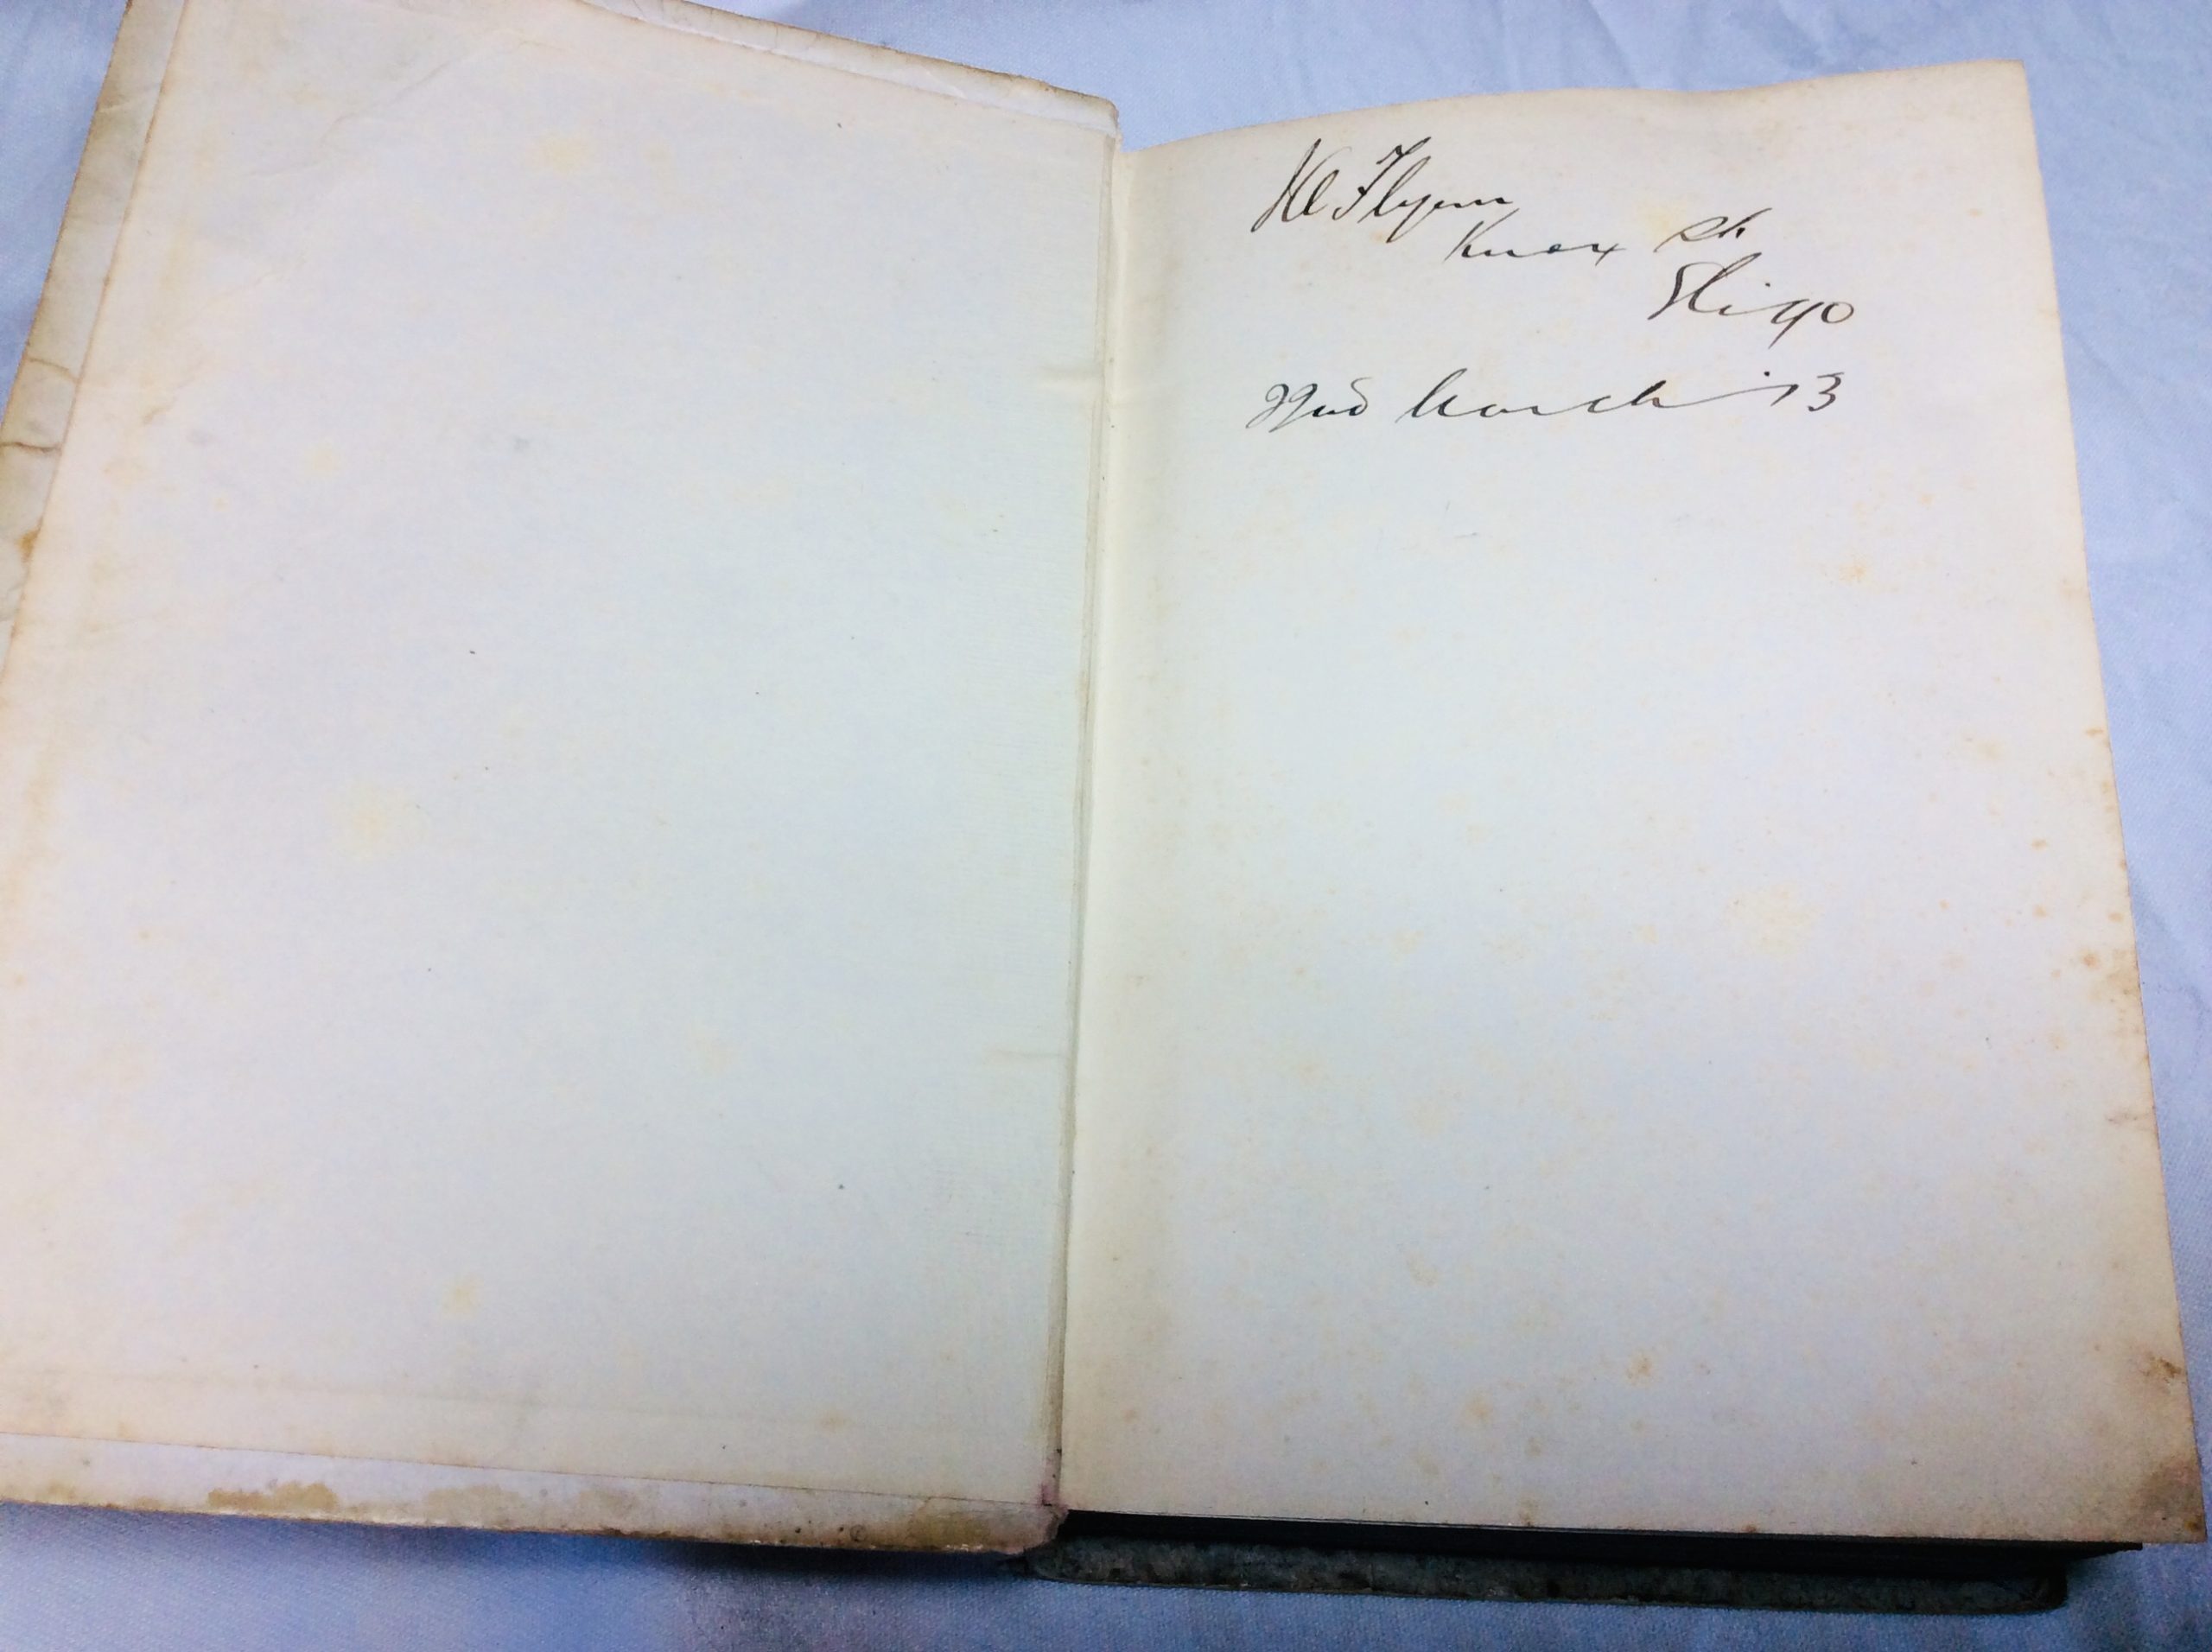 Flynn
Knox St.
Sligo
22nd March '13